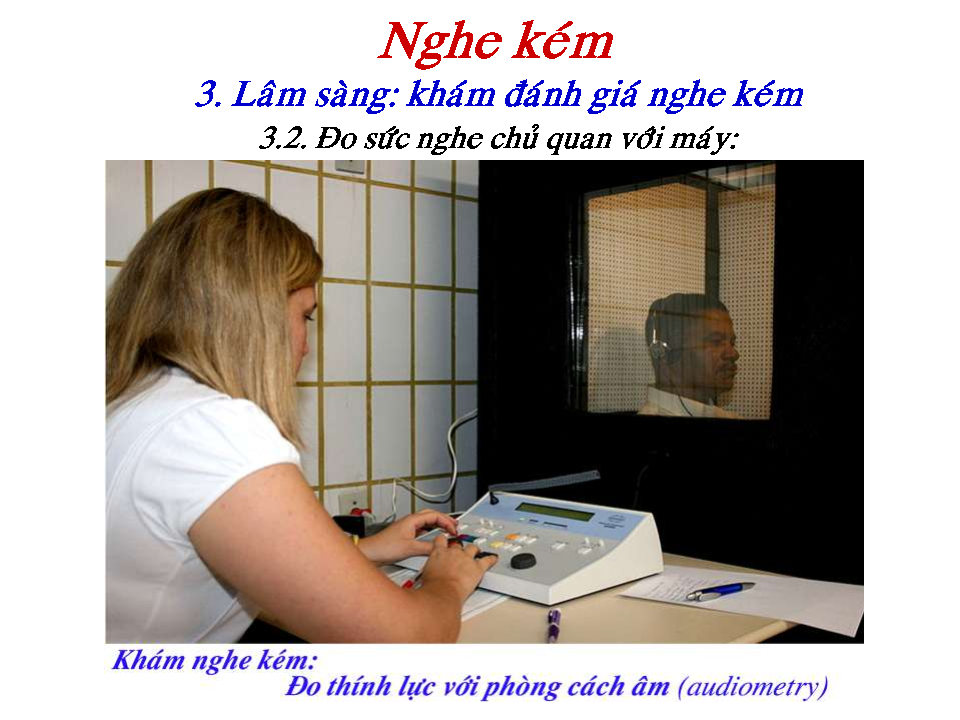 Nghe kém
3. Lâm sàng: khám đánh giá nghe kém
3.2. Đo sức nghe chủ quan với máy:
Khám nghe kém:
Đo thính lực với phòng cách âm (audiometry)